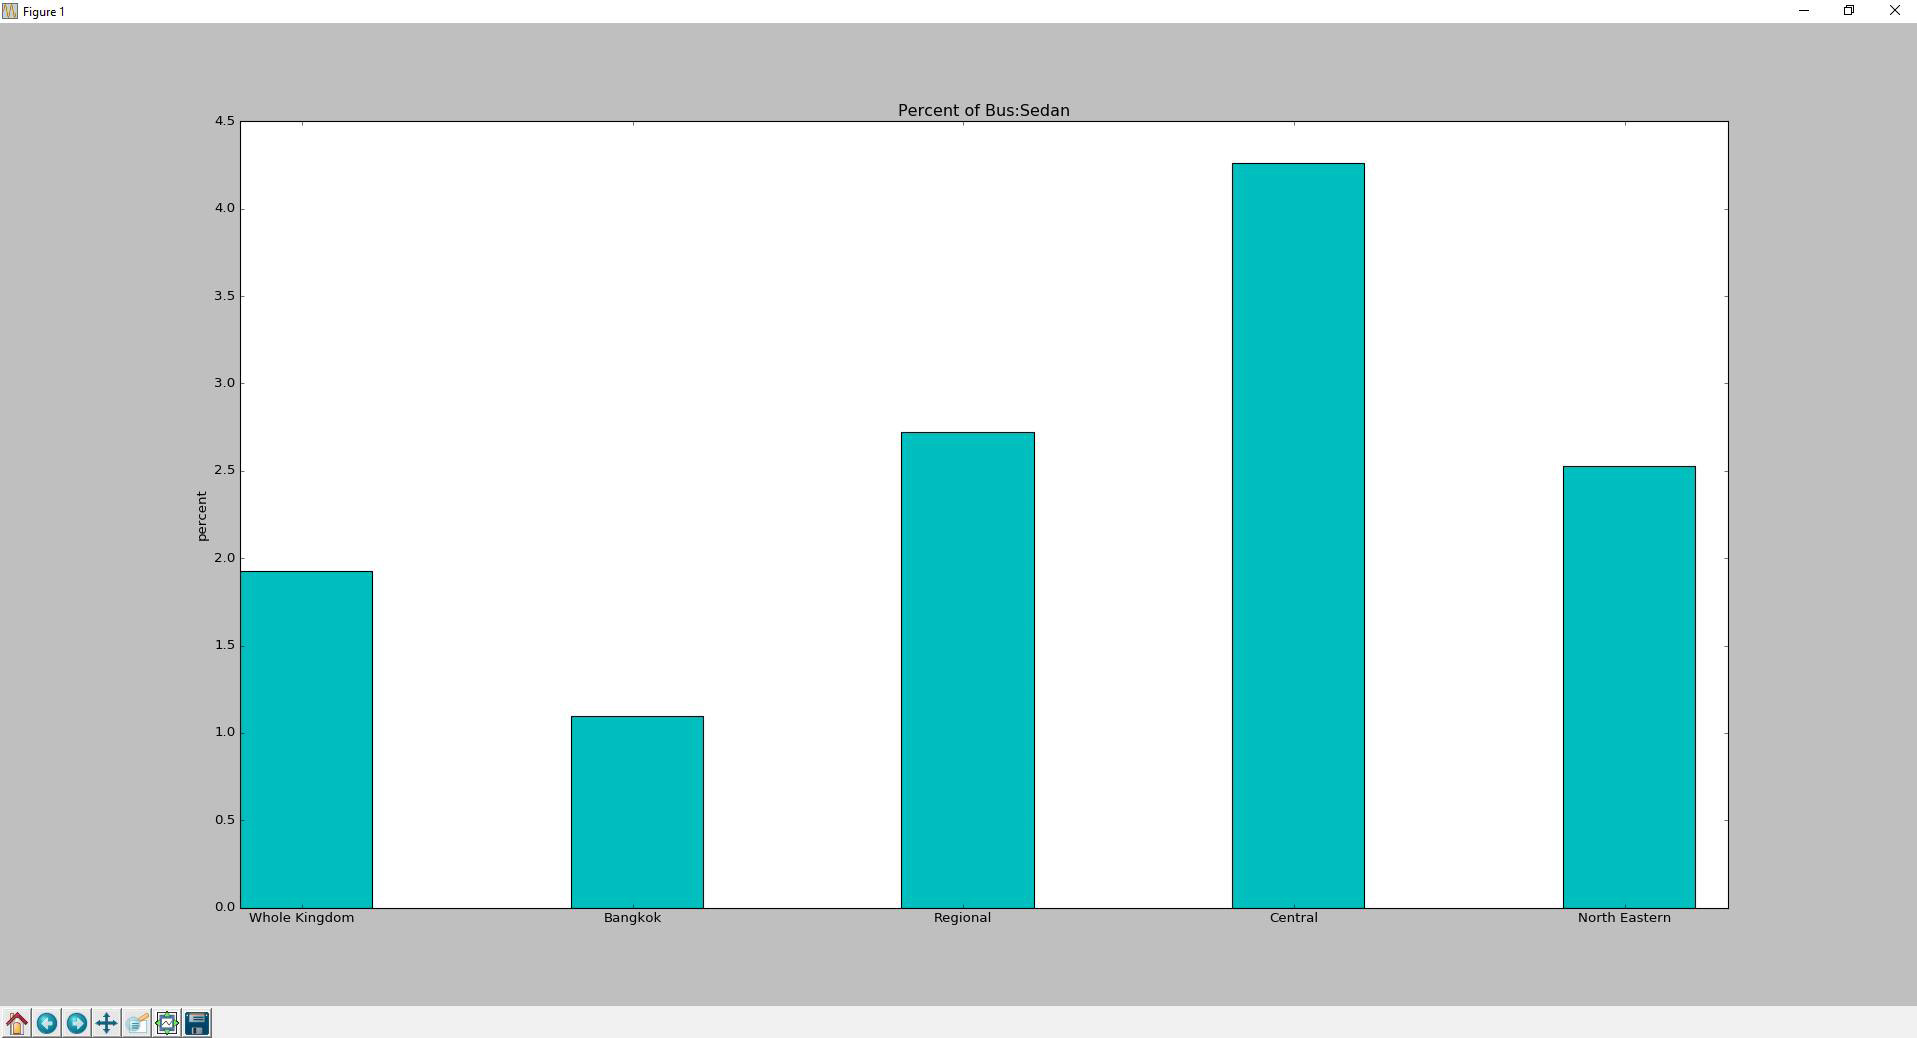 Figure 1
Percent of Bus:Sedan
4.5
4.0
3.5
3.0
2.5
2.0
1.5
1.0
0.5
0.0
percent
Whole Kingdom Bangkok Regional Central North Eastern